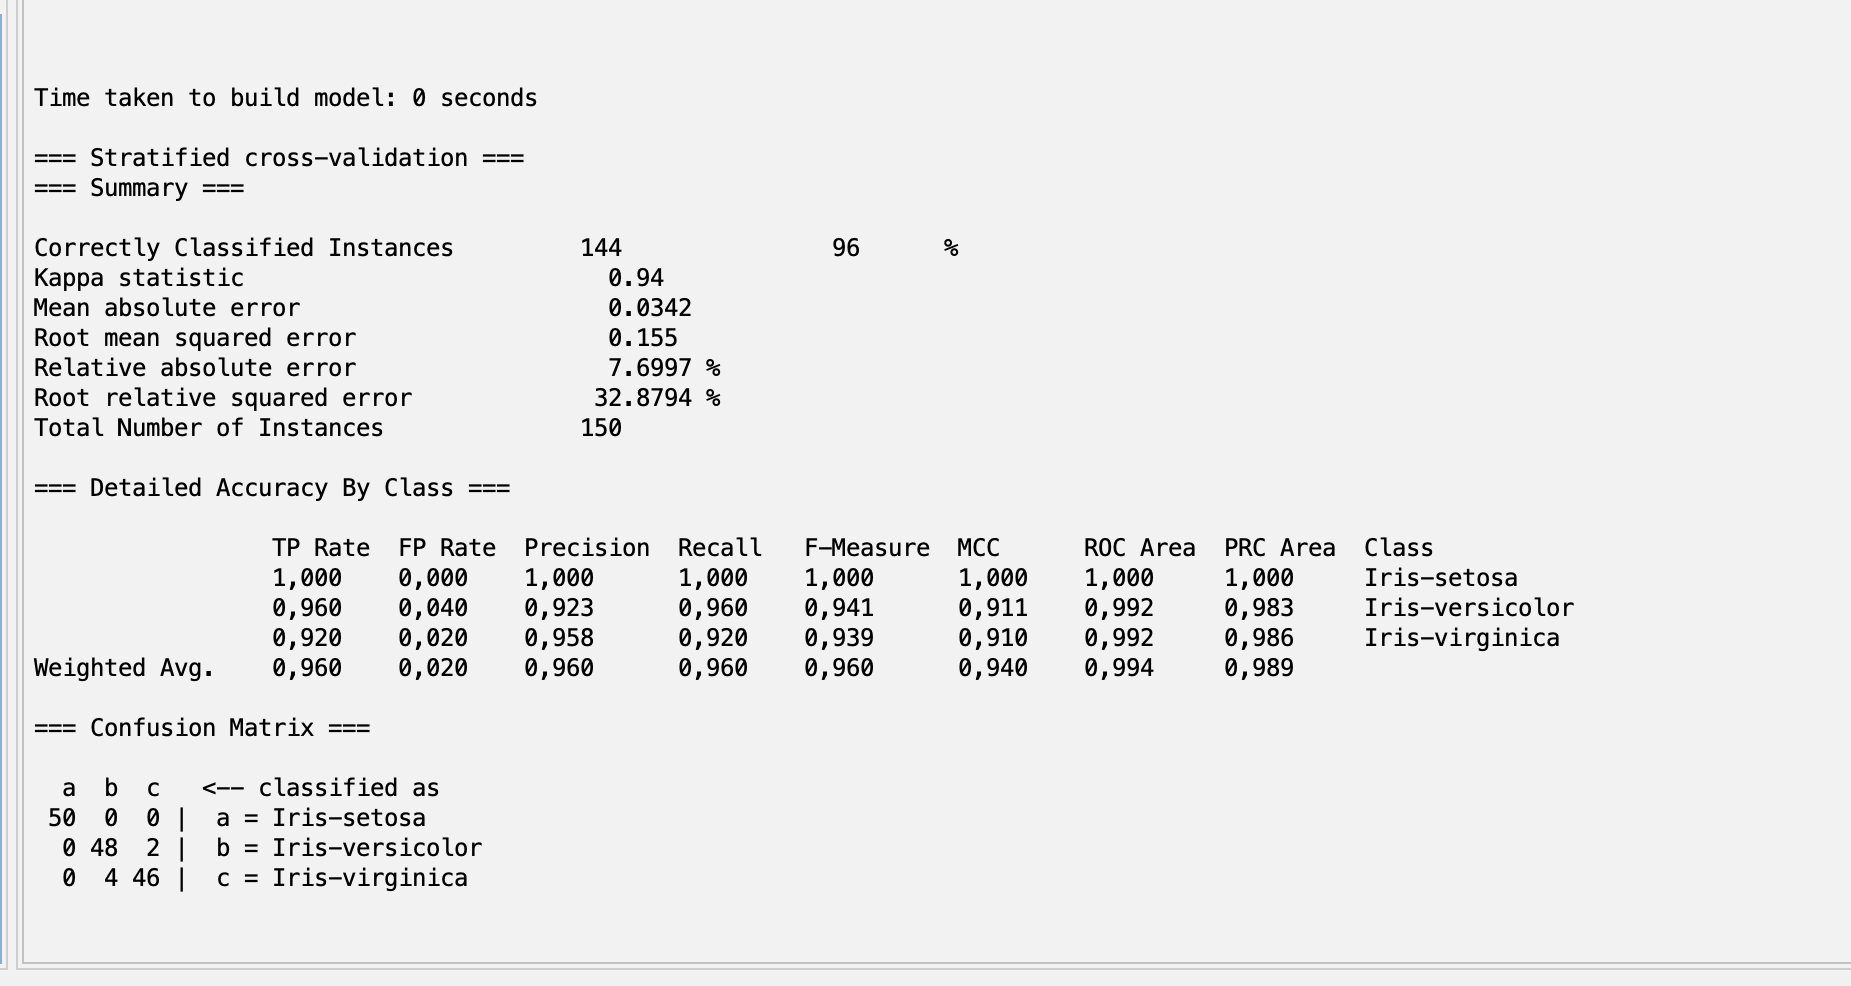 Time taken to build model: 0 seconds
=== Stratified cross-validation ===
=== Summary ===
Correctly Classified Instances         144               96      %
Kappa statistic                          0.94
Mean absolute error                      0.0342
Root mean squared error                  0.155
Relative absolute error                  7.6997 %
Root relative squared error             32.8794 %
Total Number of Instances              150
=== Detailed Accuracy By Class ===
                 TP Rate  FP Rate  Precision  Recall   F-Measure  MCC      ROC Area  PRC Area  Class
                 1,000    0,000    1,000      1,000    1,000      1,000    1,000     1,000     Iris-setosa
                 0,960    0,040    0,923      0,960    0,941      0,911    0,992     0,983     Iris-versicolor
                 0,920    0,020    0,958      0,920    0,939      0,910    0,992     0,986     Iris-virginica
Weighted Avg.    0,960    0,020    0,960      0,960    0,960      0,940    0,994     0,989
=== Confusion Matrix ===
  a  b  c   <-- classified as
 50  0  0 |  a = Iris-setosa
  0 48  2 |  b = Iris-versicolor
  0  4 46 |  c = Iris-virginica